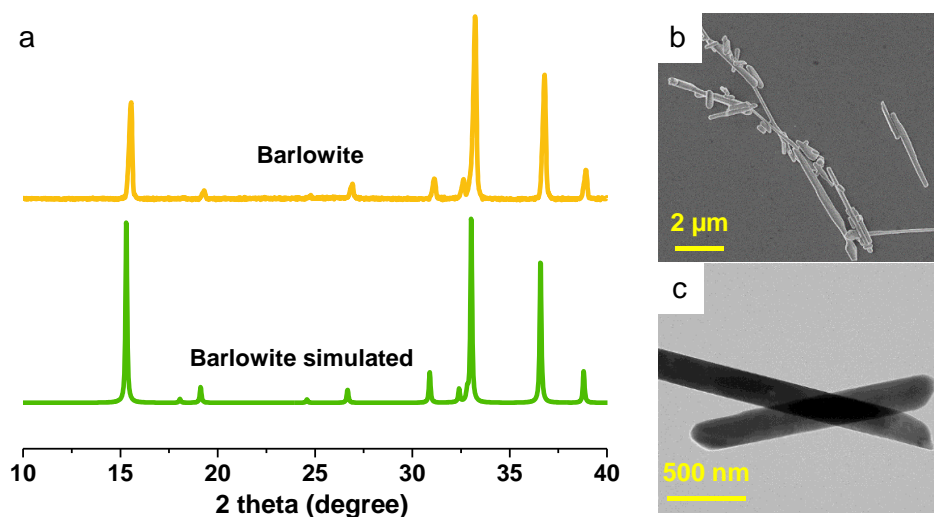 a
Barlowite
Barlowite simulated
10 15 20 25 30 35 40
2 theta (degree)
b
2 µm
c
500 nm